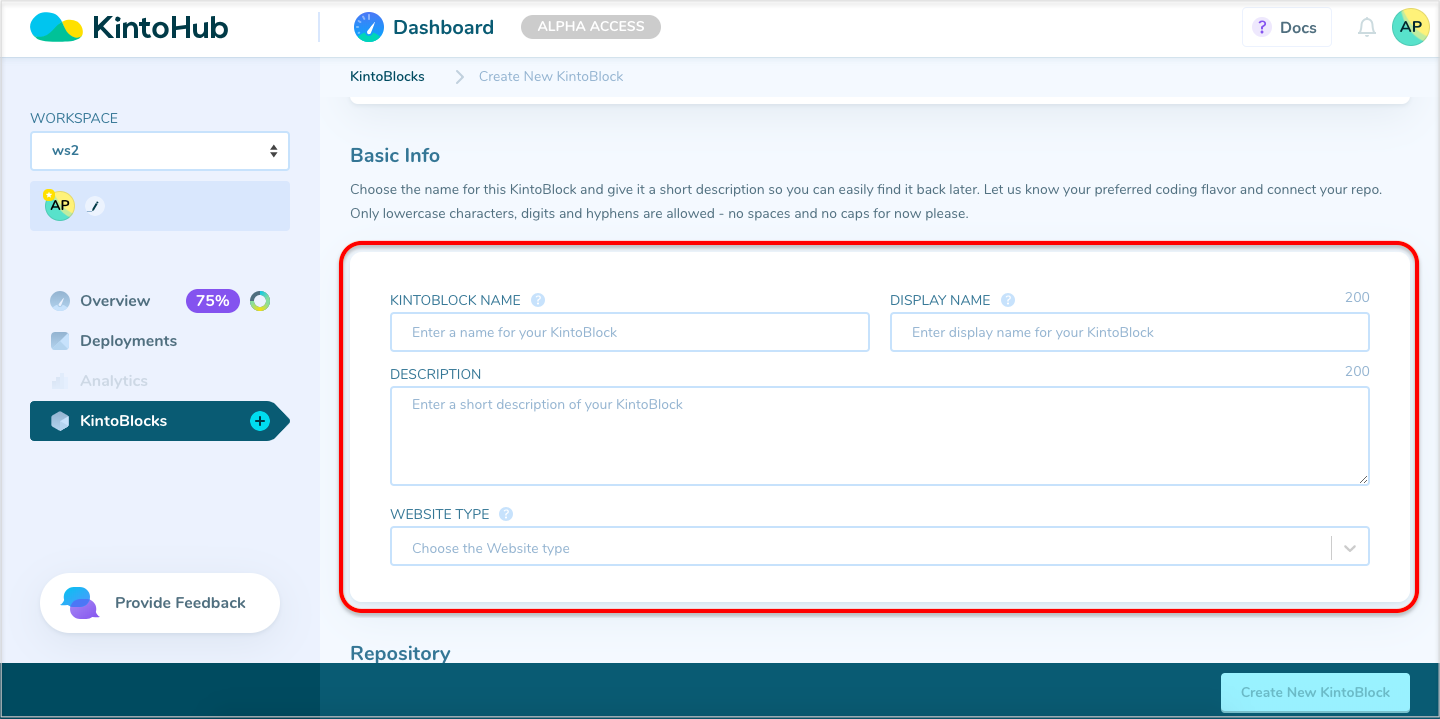 KintoHub
Dashboard
ALPHA ACCESS
? Docs
AP
KintoBlocks
Create New KintoBlock
WORKSPACE
ws2
AP
Overview
75%
Deployments
Analytics
KintoBlocks
+
Provide Feedback
Basic Info
Choose the name for this KintoBlock and give it a short description so you can easily find it back later. Let us know your preferred coding flavor and connect your repo.
Only lowercase characters, digits and hyphens are allowed - no spaces and no caps for now please.
KINTOBLOCK NAME ?
Enter a name for your KintoBlock
DISPLAY NAME ?
200
Enter display name for your KintoBlock
DESCRIPTION
200
Enter a short description of your KintoBlock
WEBSITE TYPE ?
Choose the Website type
Repository
Create New KintoBlock